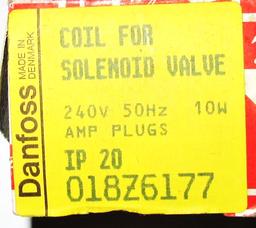 Danfoss
MADE IN
DENMARK
COIL FOR
SOLENOID VALVE
240V 50Hz 10W
AMP PLUGS
IP 20
018Z6177